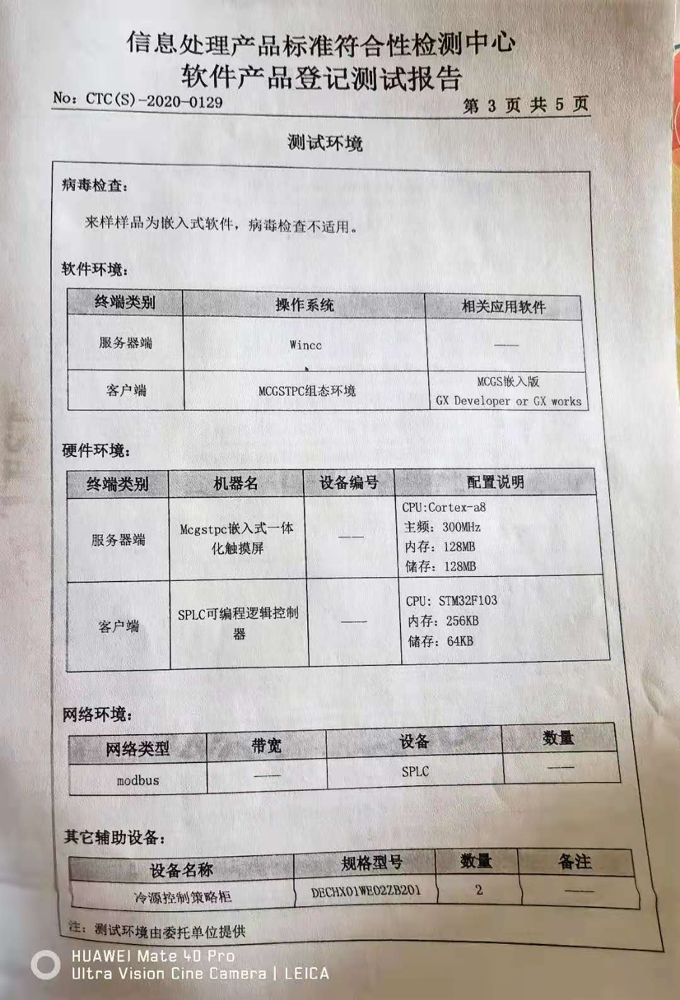 信息处理产品标准符合性检测中心
软件产品登记测试报告
No: CTC(S)-2020-0129
第 3 页 共 5 页
测试环境
病毒检查：
来样样品为嵌入式软件，病毒检查不适用。
软件环境：
终端类别 操作系统 相关应用软件
服务器端 Wincc ——
客户端 MCGSTPC组态环境 MCGS嵌入版
GX Developer or GX works
硬件环境：
终端类别 机器名 设备编号 配置说明
服务器端 Mcgstpc嵌入式一体
化触摸屏 ——
CPU:Cortex-a8
主频：300MHz
内存：128MB
储存：128MB
客户端 SPLC可编程逻辑控制
器 ——
CPU: STM32F103
内存：256KB
储存：64KB
网络环境：
网络类型 带宽 设备 数量
modbus —— SPLC ——
其它辅助设备：
设备名称 规格型号 数量 备注
冷源控制策略柜 DECHX01WE02ZB201 2 ——
注：测试环境由委托单位提供
HUAWEI Mate 40 Pro
Ultra Vision Cine Camera | LEICA